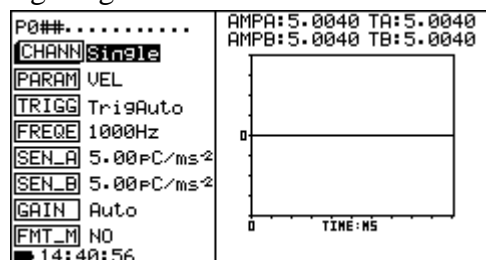 P0##...........
CHANN Single
PARAM VEL
TRIGG TrigAuto
FREQE 1000Hz
SEN_A 5.00pC/ms-2
SEN_B 5.00pC/ms-2
GAIN Auto
FMT_M NO
14:40:56
AMPA:5.0040 TA:5.0040
AMPB:5.0040 TB:5.0040
0
0
TIME:MS